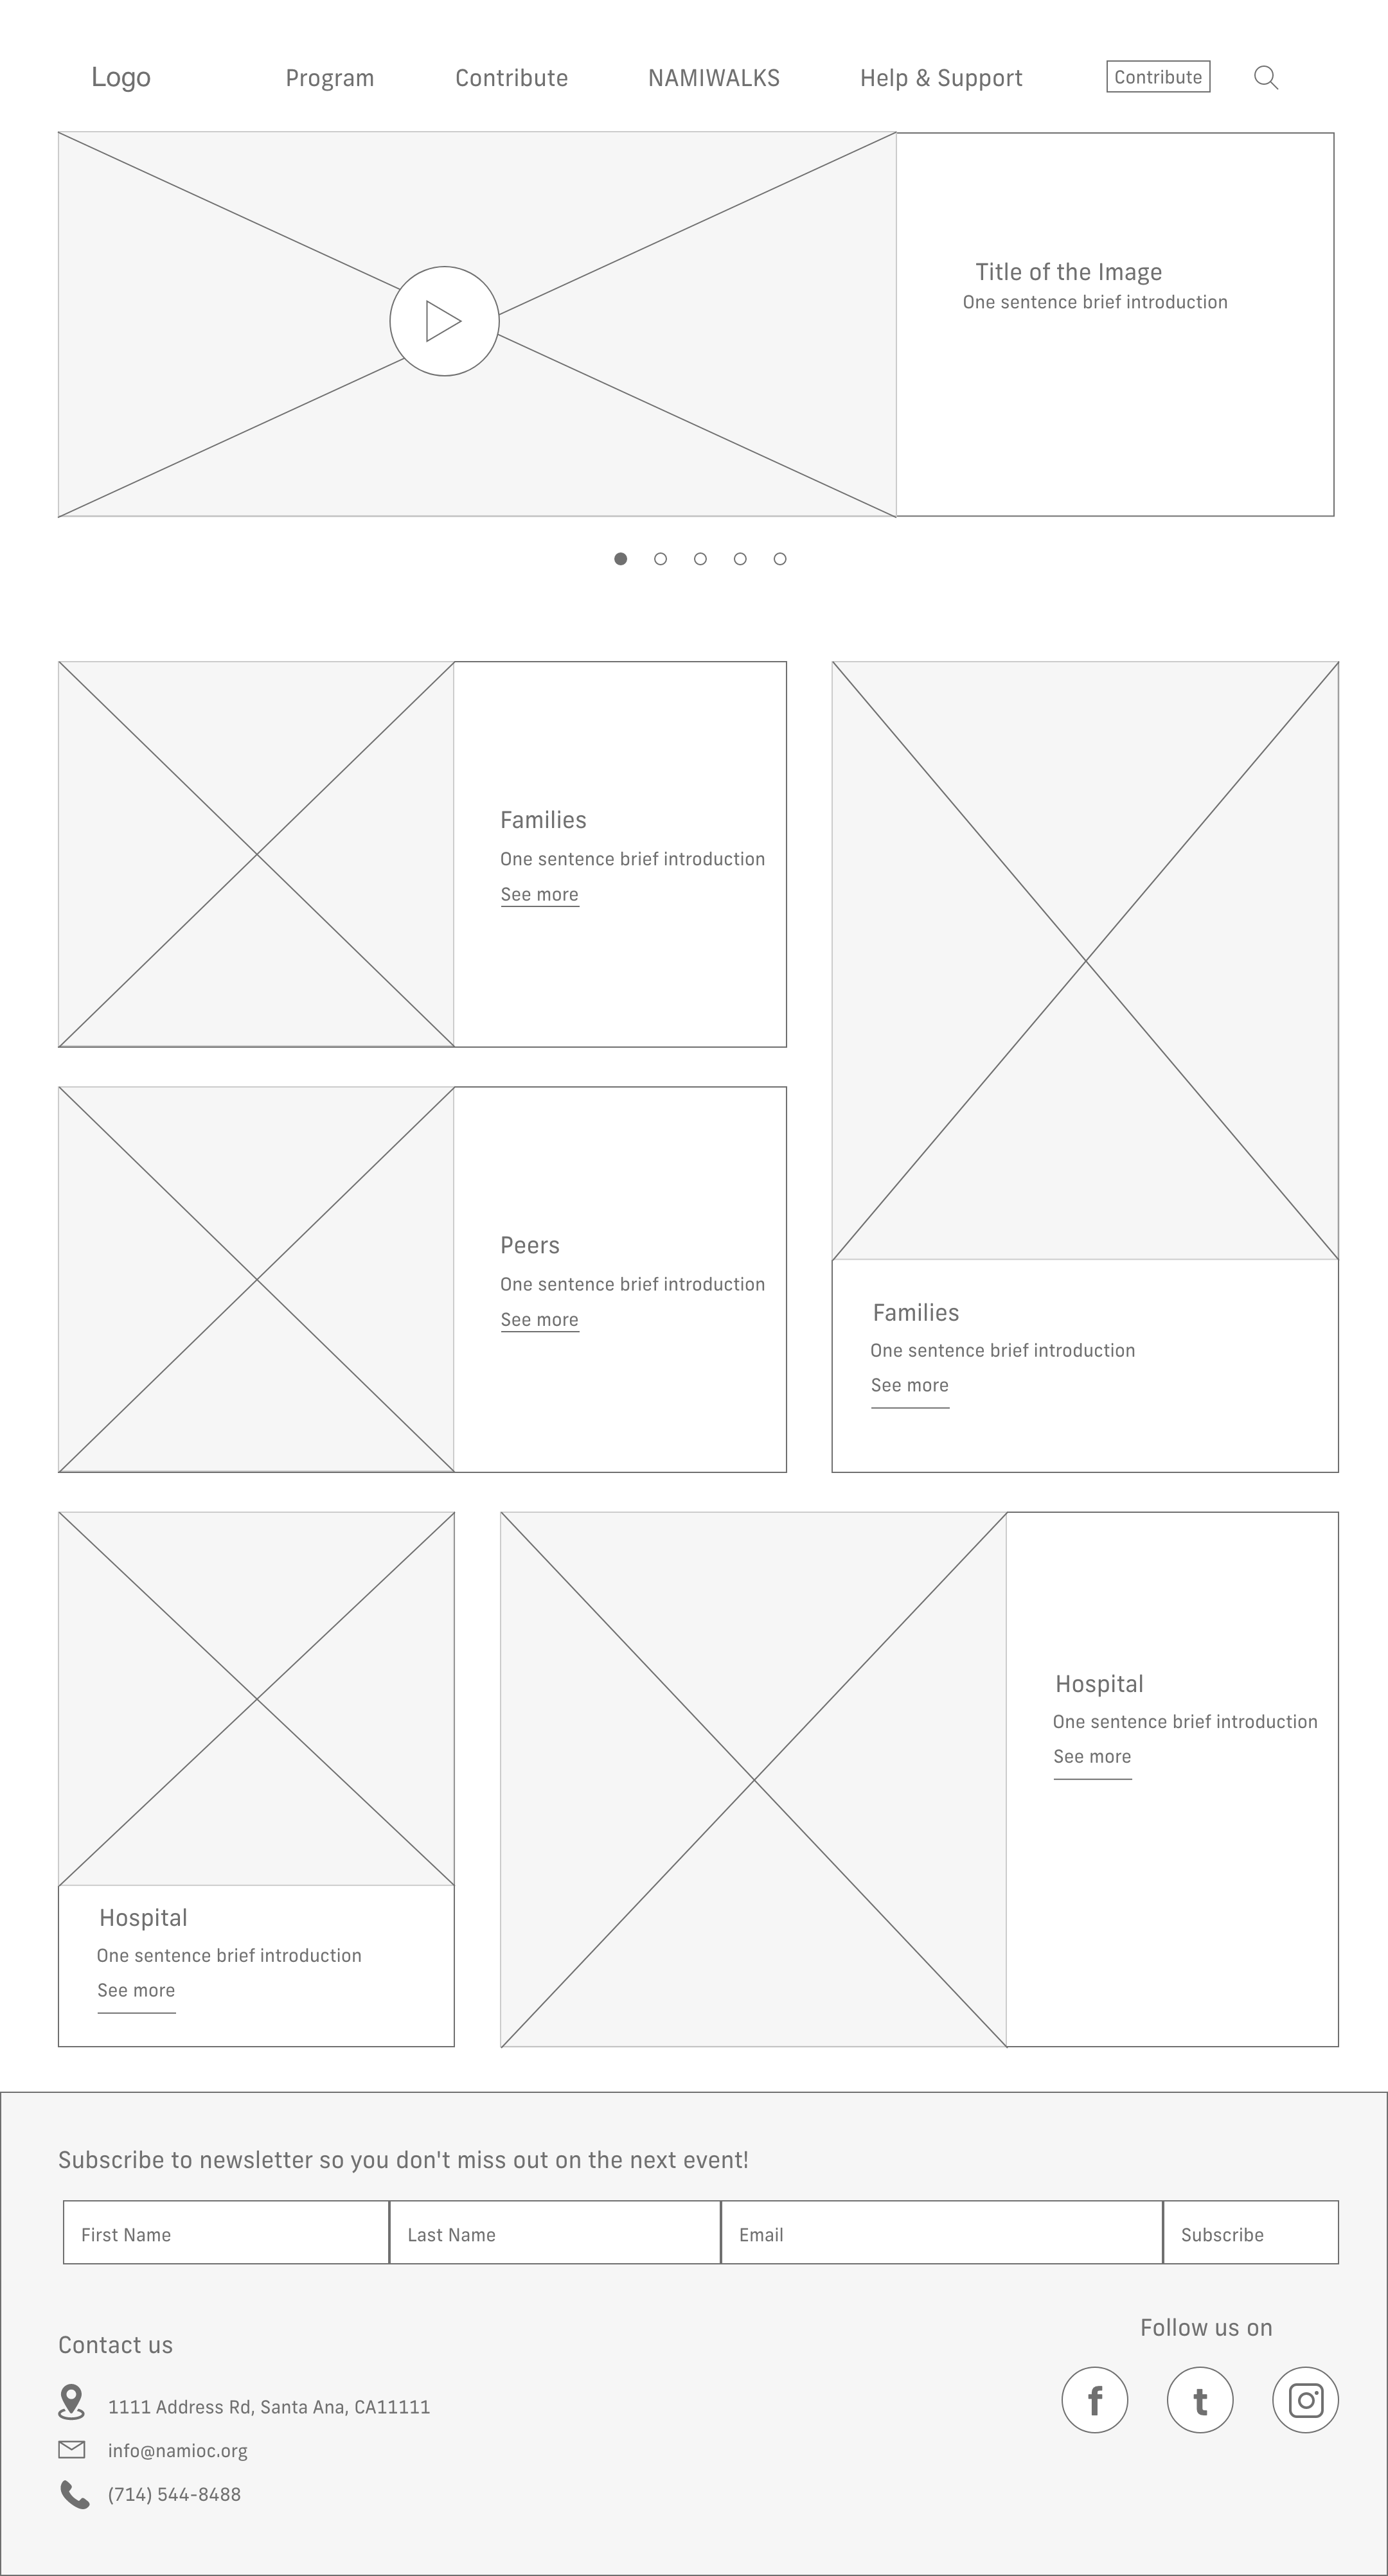 Logo
Program
Contribute
NAMIWALKS
Help & Support
Contribute
Title of the Image
One sentence brief introduction
Families
One sentence brief introduction
See more
Peers
One sentence brief introduction
See more
Families
One sentence brief introduction
See more
Hospital
One sentence brief introduction
See more
Hospital
One sentence brief introduction
See more
Subscribe to newsletter so you don't miss out on the next event!
First Name
Last Name
Email
Subscribe
Contact us
1111 Address Rd, Santa Ana, CA11111
info@namioc.org
(714) 544-8488
Follow us on
f
t